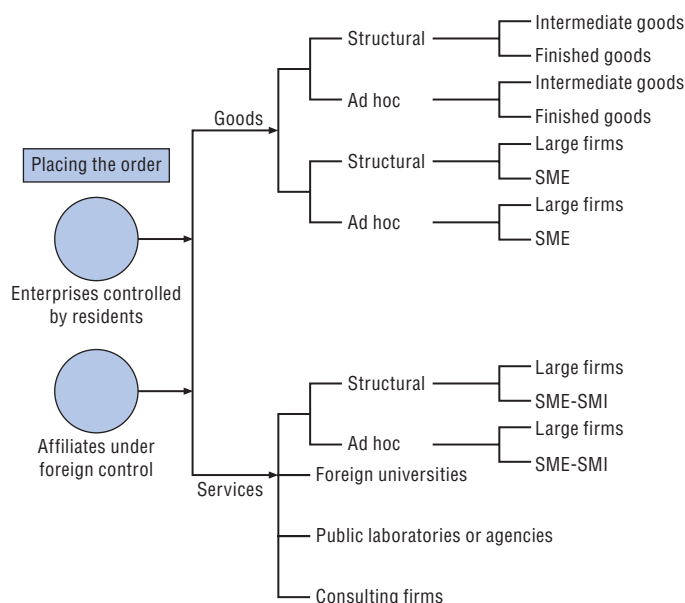 Intermediate goods
Structural
Finished goods
Intermediate goods
Ad hoc
Goods
Finished goods
Large firms
Placing the order
Structural
SME
Large firms
Ad hoc
SME
Enterprises controlled
by residents
Large firms
Structural
SME-SMI
Large firms
Affiliates under
foreign control
Ad hoc
SME-SMI
Foreign universities
Services
Public laboratories or agencies
Consulting firms